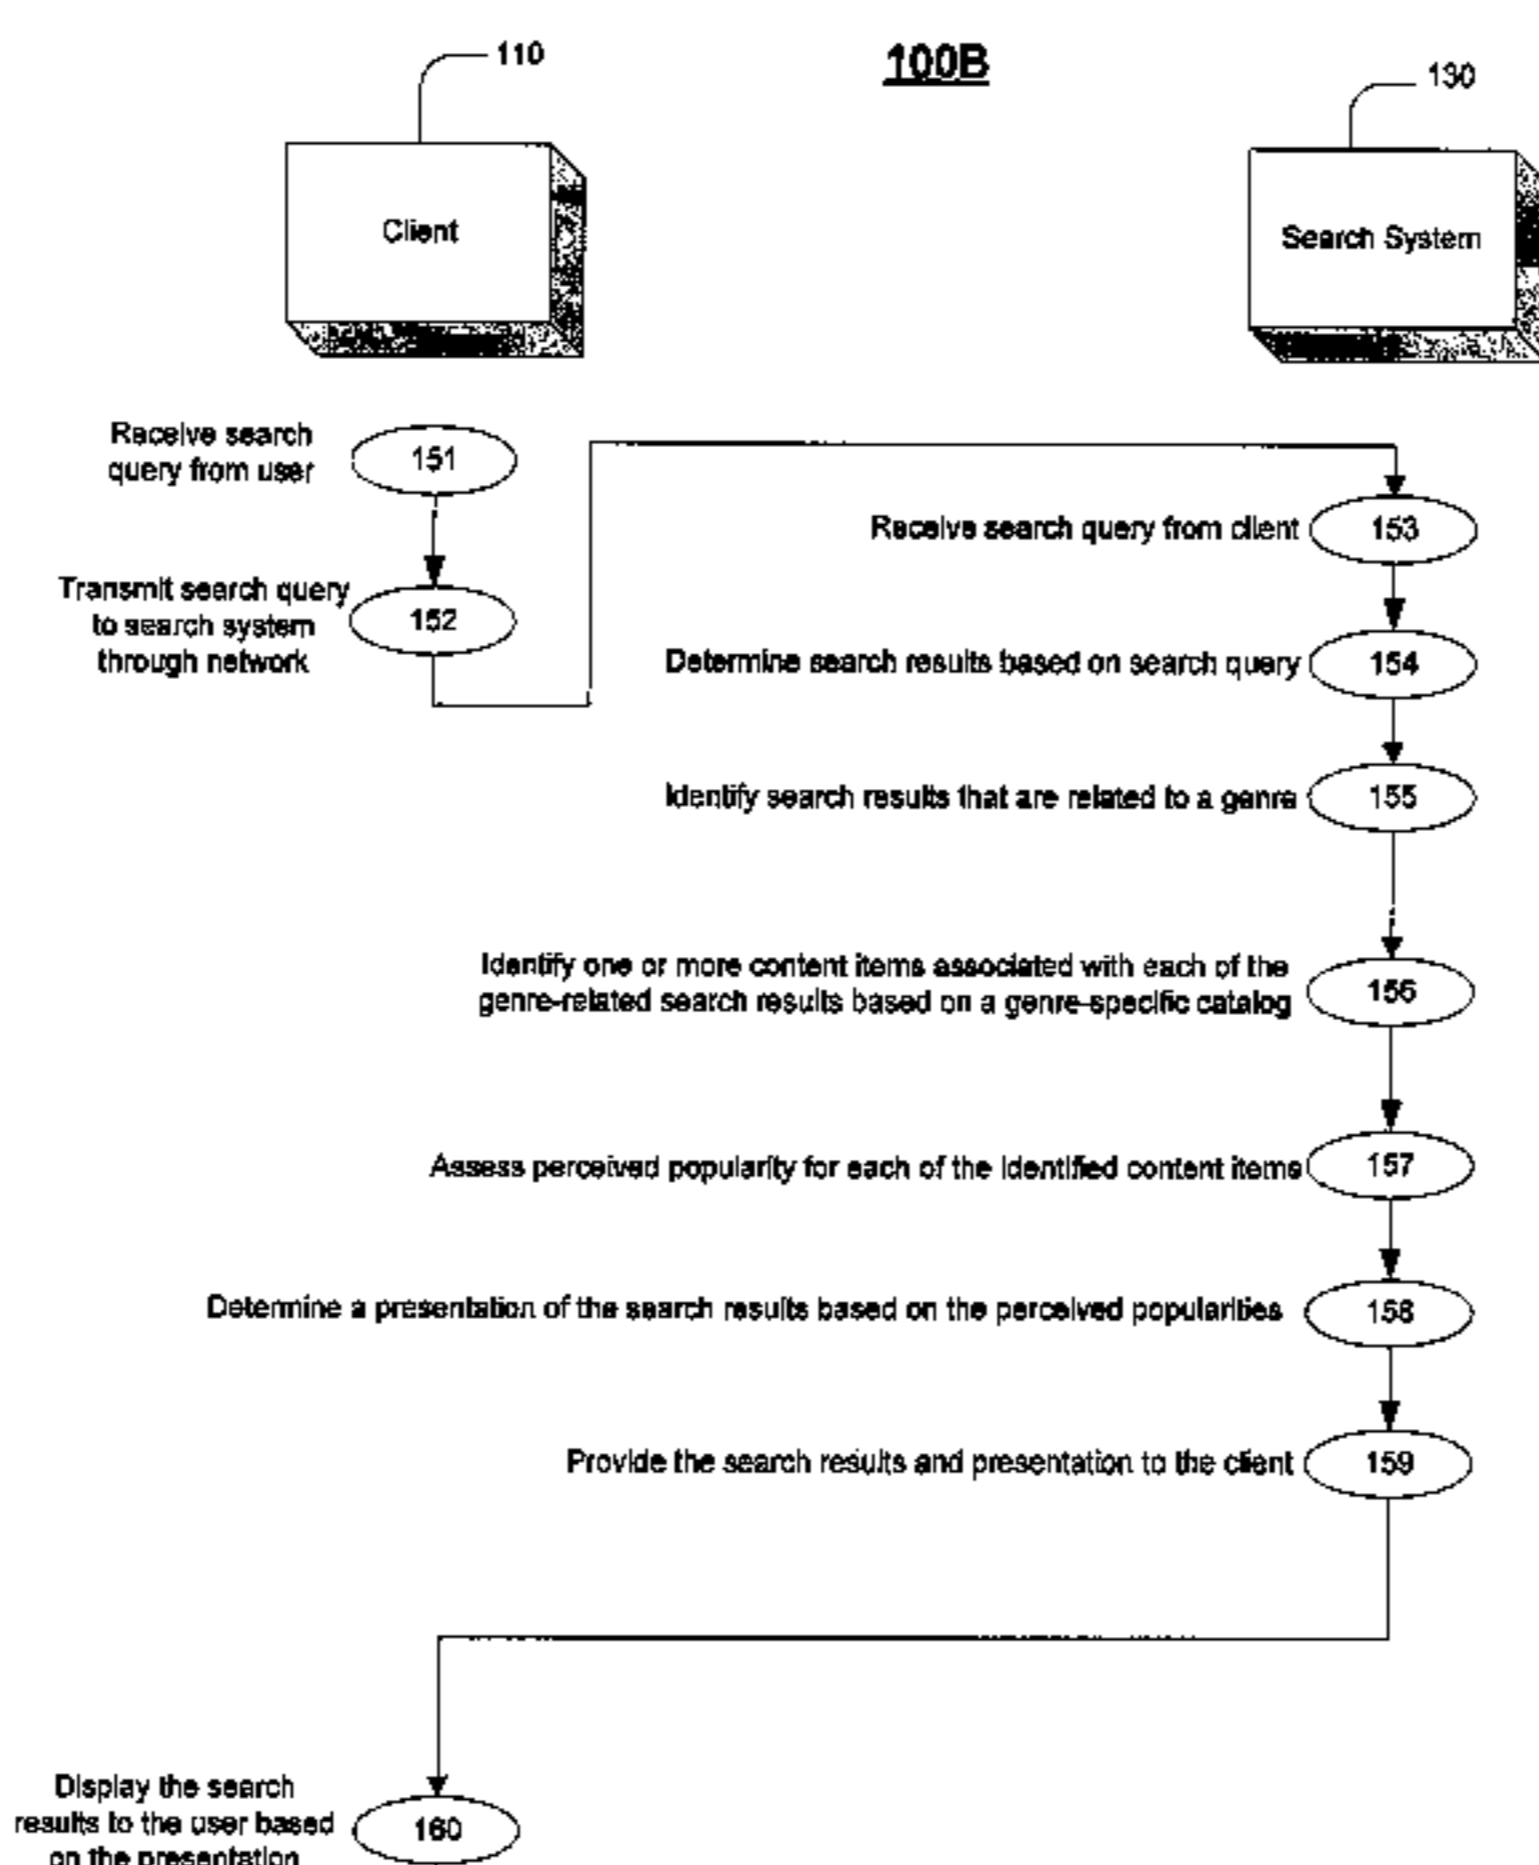 110
100B
130
Client
Search System
Receive search
query from user
151
Receive search query from client
153
Transmit search query
to search system
through network
152
Determine search results based on search query
154
Identify search results that are related to a genre
155
Identify one or more content items associated with each of the
genre-related search results based on a genre-specific catalog
156
Assess perceived popularity for each of the identified content items
157
Determine a presentation of the search results based on the perceived popularities
158
Provide the search results and presentation to the client
159
Display the search
results to the user based
on the presentation
160